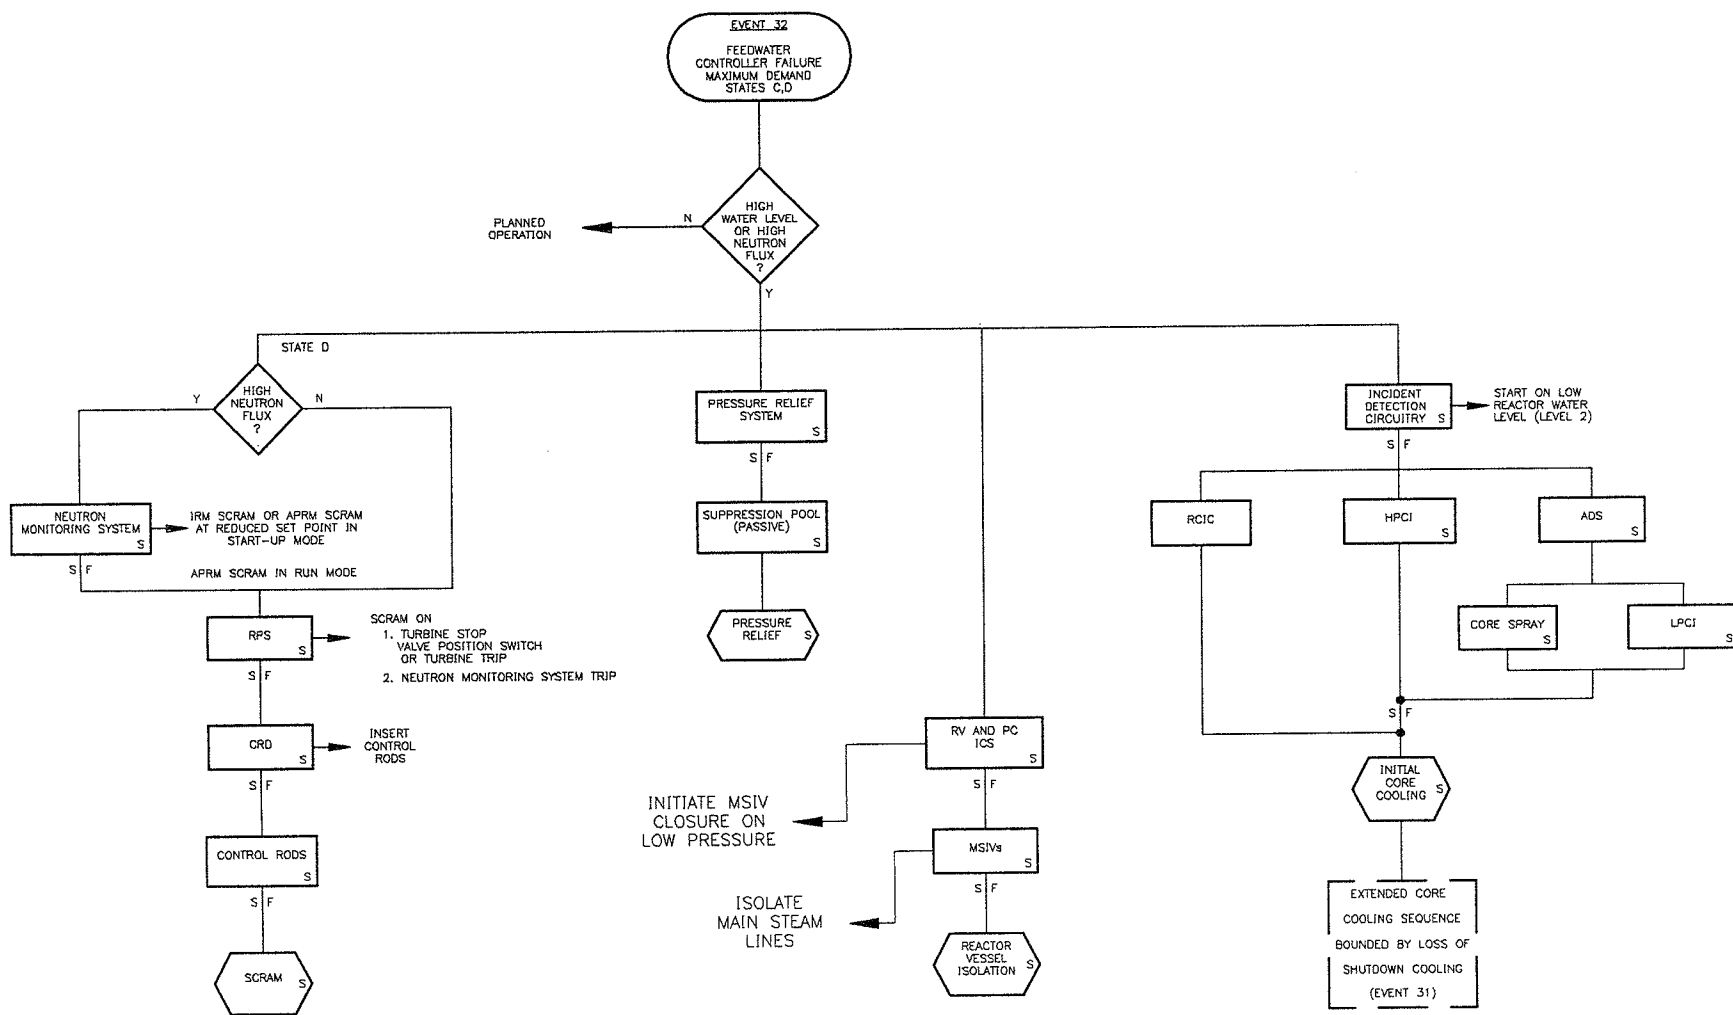 EVENT 32
FEEDWATER
CONTROLLER FAILURE
MAXIMUM DEMAND
STATES C,D
HIGH
WATER LEVEL
OR HIGH
NEUTRON
FLUX
?
N
PLANNED
OPERATION
Y
STATE D
HIGH
NEUTRON
FLUX
?
Y
N
NEUTRON
MONITORING SYSTEM
S
IRM SCRAM OR APRM SCRAM
AT REDUCED SET POINT IN
START-UP MODE
S F
APRM SCRAM IN RUN MODE
RPS
S
SCRAM ON
1. TURBINE STOP
VALVE POSITION SWITCH
OR TURBINE TRIP
2. NEUTRON MONITORING SYSTEM TRIP
S F
CRD
S
INSERT
CONTROL
RODS
S F
CONTROL RODS
S
S F
SCRAM S
PRESSURE RELIEF
SYSTEM
S
S F
SUPPRESSION POOL
(PASSIVE)
S
PRESSURE
RELIEF S
RV AND PC
ICS
S
INITIATE MSIV
CLOSURE ON
LOW PRESSURE
S F
MSIVs
S
ISOLATE
MAIN STEAM
LINES
S F
REACTOR
VESSEL
ISOLATION S
INCIDENT
DETECTION
CIRCUITRY S
START ON LOW
REACTOR WATER
LEVEL (LEVEL 2)
S F
RCIC
HPCI
S
ADS
S
CORE SPRAY
S
LPCI
S
S F
INITIAL
CORE
COOLING S
EXTENDED CORE
COOLING SEQUENCE
BOUNDED BY LOSS OF
SHUTDOWN COOLING
(EVENT 31)